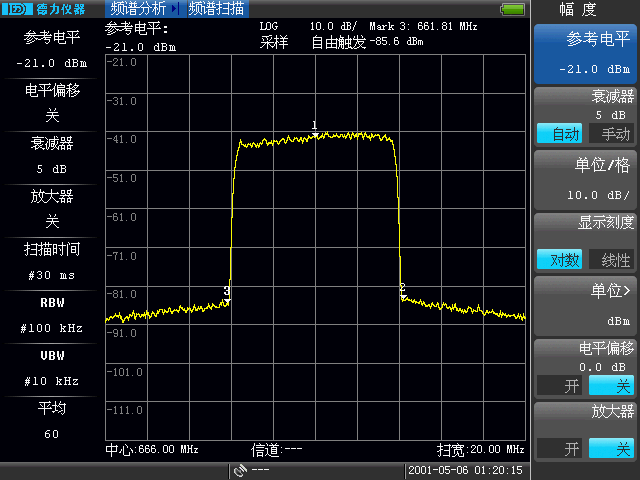 德力仪器
频谱分析 频谱扫描
幅 度
参考电平
-21.0 dBm
电平偏移
关
衰减器
5 dB
放大器
关
扫描时间
#30 ms
RBW
#100 kHz
VBW
#10 kHz
平均
60
参考电平:
-21.0 dBm
LOG 10.0 dB/ Mark 3: 661.81 MHz
采样 自由触发 -85.6 dBm
-21.0
-31.0
-41.0
-51.0
-61.0
-71.0
-81.0
-91.0
-101.0
-111.0
1
3
2
中心:666.00 MHz 信道:--- 扫宽:20.00 MHz
--- 2001-05-06 01:20:15
参考电平
-21.0 dBm
衰减器
5 dB
自动 手动
单位/格
10.0 dB/
显示刻度
对数 线性
单位>
dBm
电平偏移
0.0 dB
开 关
放大器
开 关